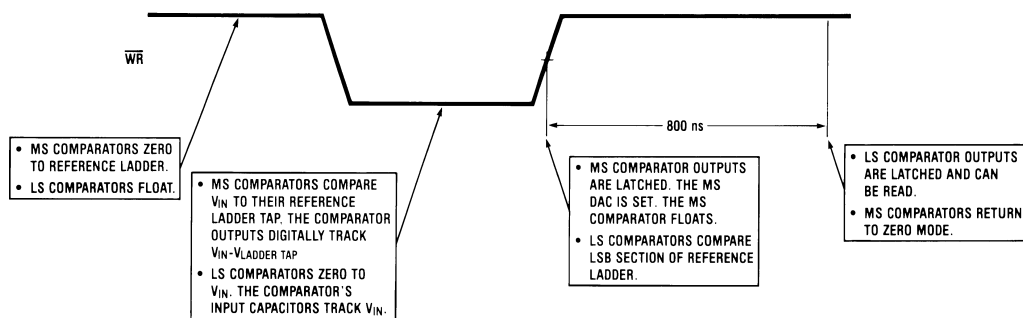 WR
800 ns
• MS COMPARATORS ZERO
TO REFERENCE LADDER.
• LS COMPARATORS FLOAT.
• MS COMPARATORS COMPARE
VIN TO THEIR REFERENCE
LADDER TAP. THE COMPARATOR
OUTPUTS DIGITALLY TRACK
VIN-VLADDER TAP
• LS COMPARATORS ZERO TO
VIN. THE COMPARATOR'S
INPUT CAPACITORS TRACK VIN.
• MS COMPARATOR OUTPUTS
ARE LATCHED. THE MS
DAC IS SET. THE MS
COMPARATOR FLOATS.
• LS COMPARATORS COMPARE
LSB SECTION OF REFERENCE
LADDER.
• LS COMPARATOR OUTPUTS
ARE LATCHED AND CAN
BE READ.
• MS COMPARATORS RETURN
TO ZERO MODE.